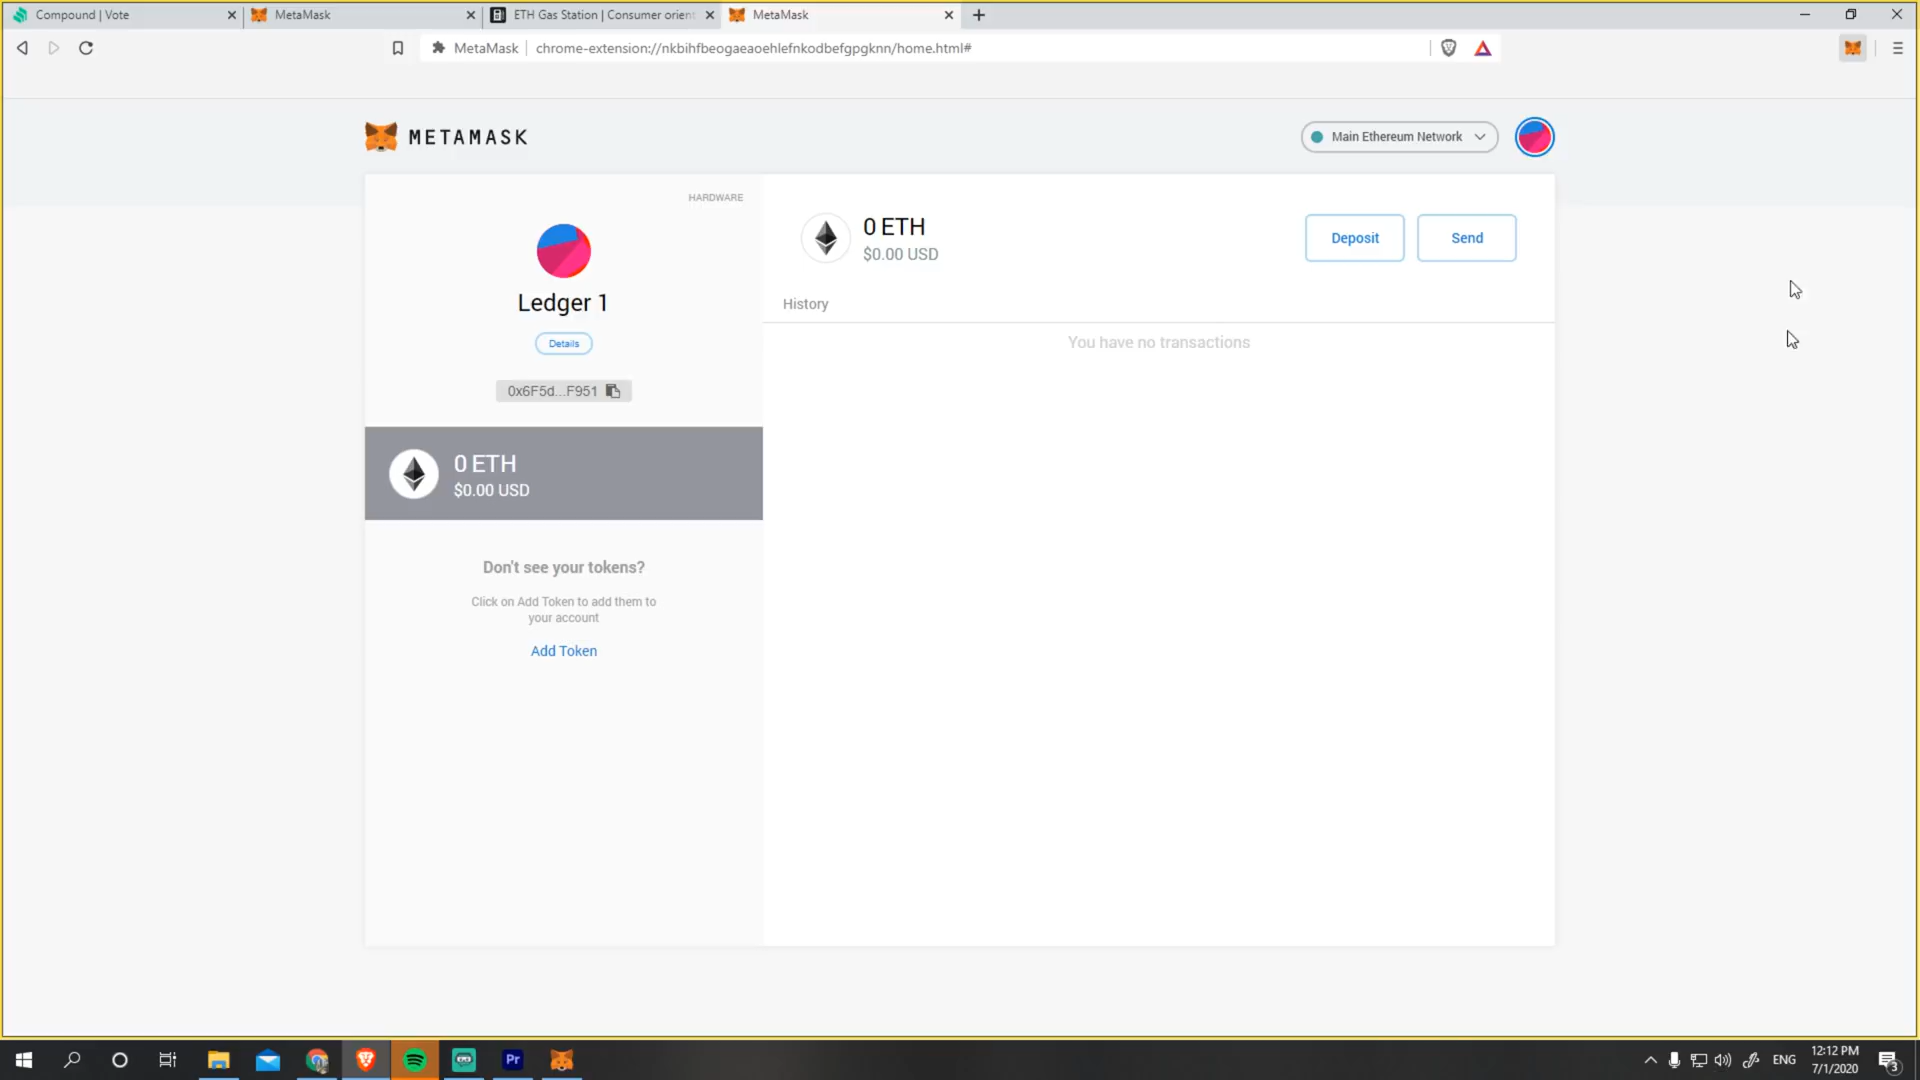 Compound | Vote
MetaMask
ETH Gas Station | Consumer orien
MetaMask
MetaMask
chrome-extension://nkbihfbeogaeaoehlefnkodbefgpgknn/home.html#
METAMASK
Main Ethereum Network
HARDWARE
Ledger 1
Details
0x6F5d...F951
0 ETH
$0.00 USD
Don't see your tokens?
Click on Add Token to add them to
your account
Add Token
0 ETH
$0.00 USD
Deposit
Send
History
You have no transactions
Pr
ENG
12:12 PM
7/1/2020
3